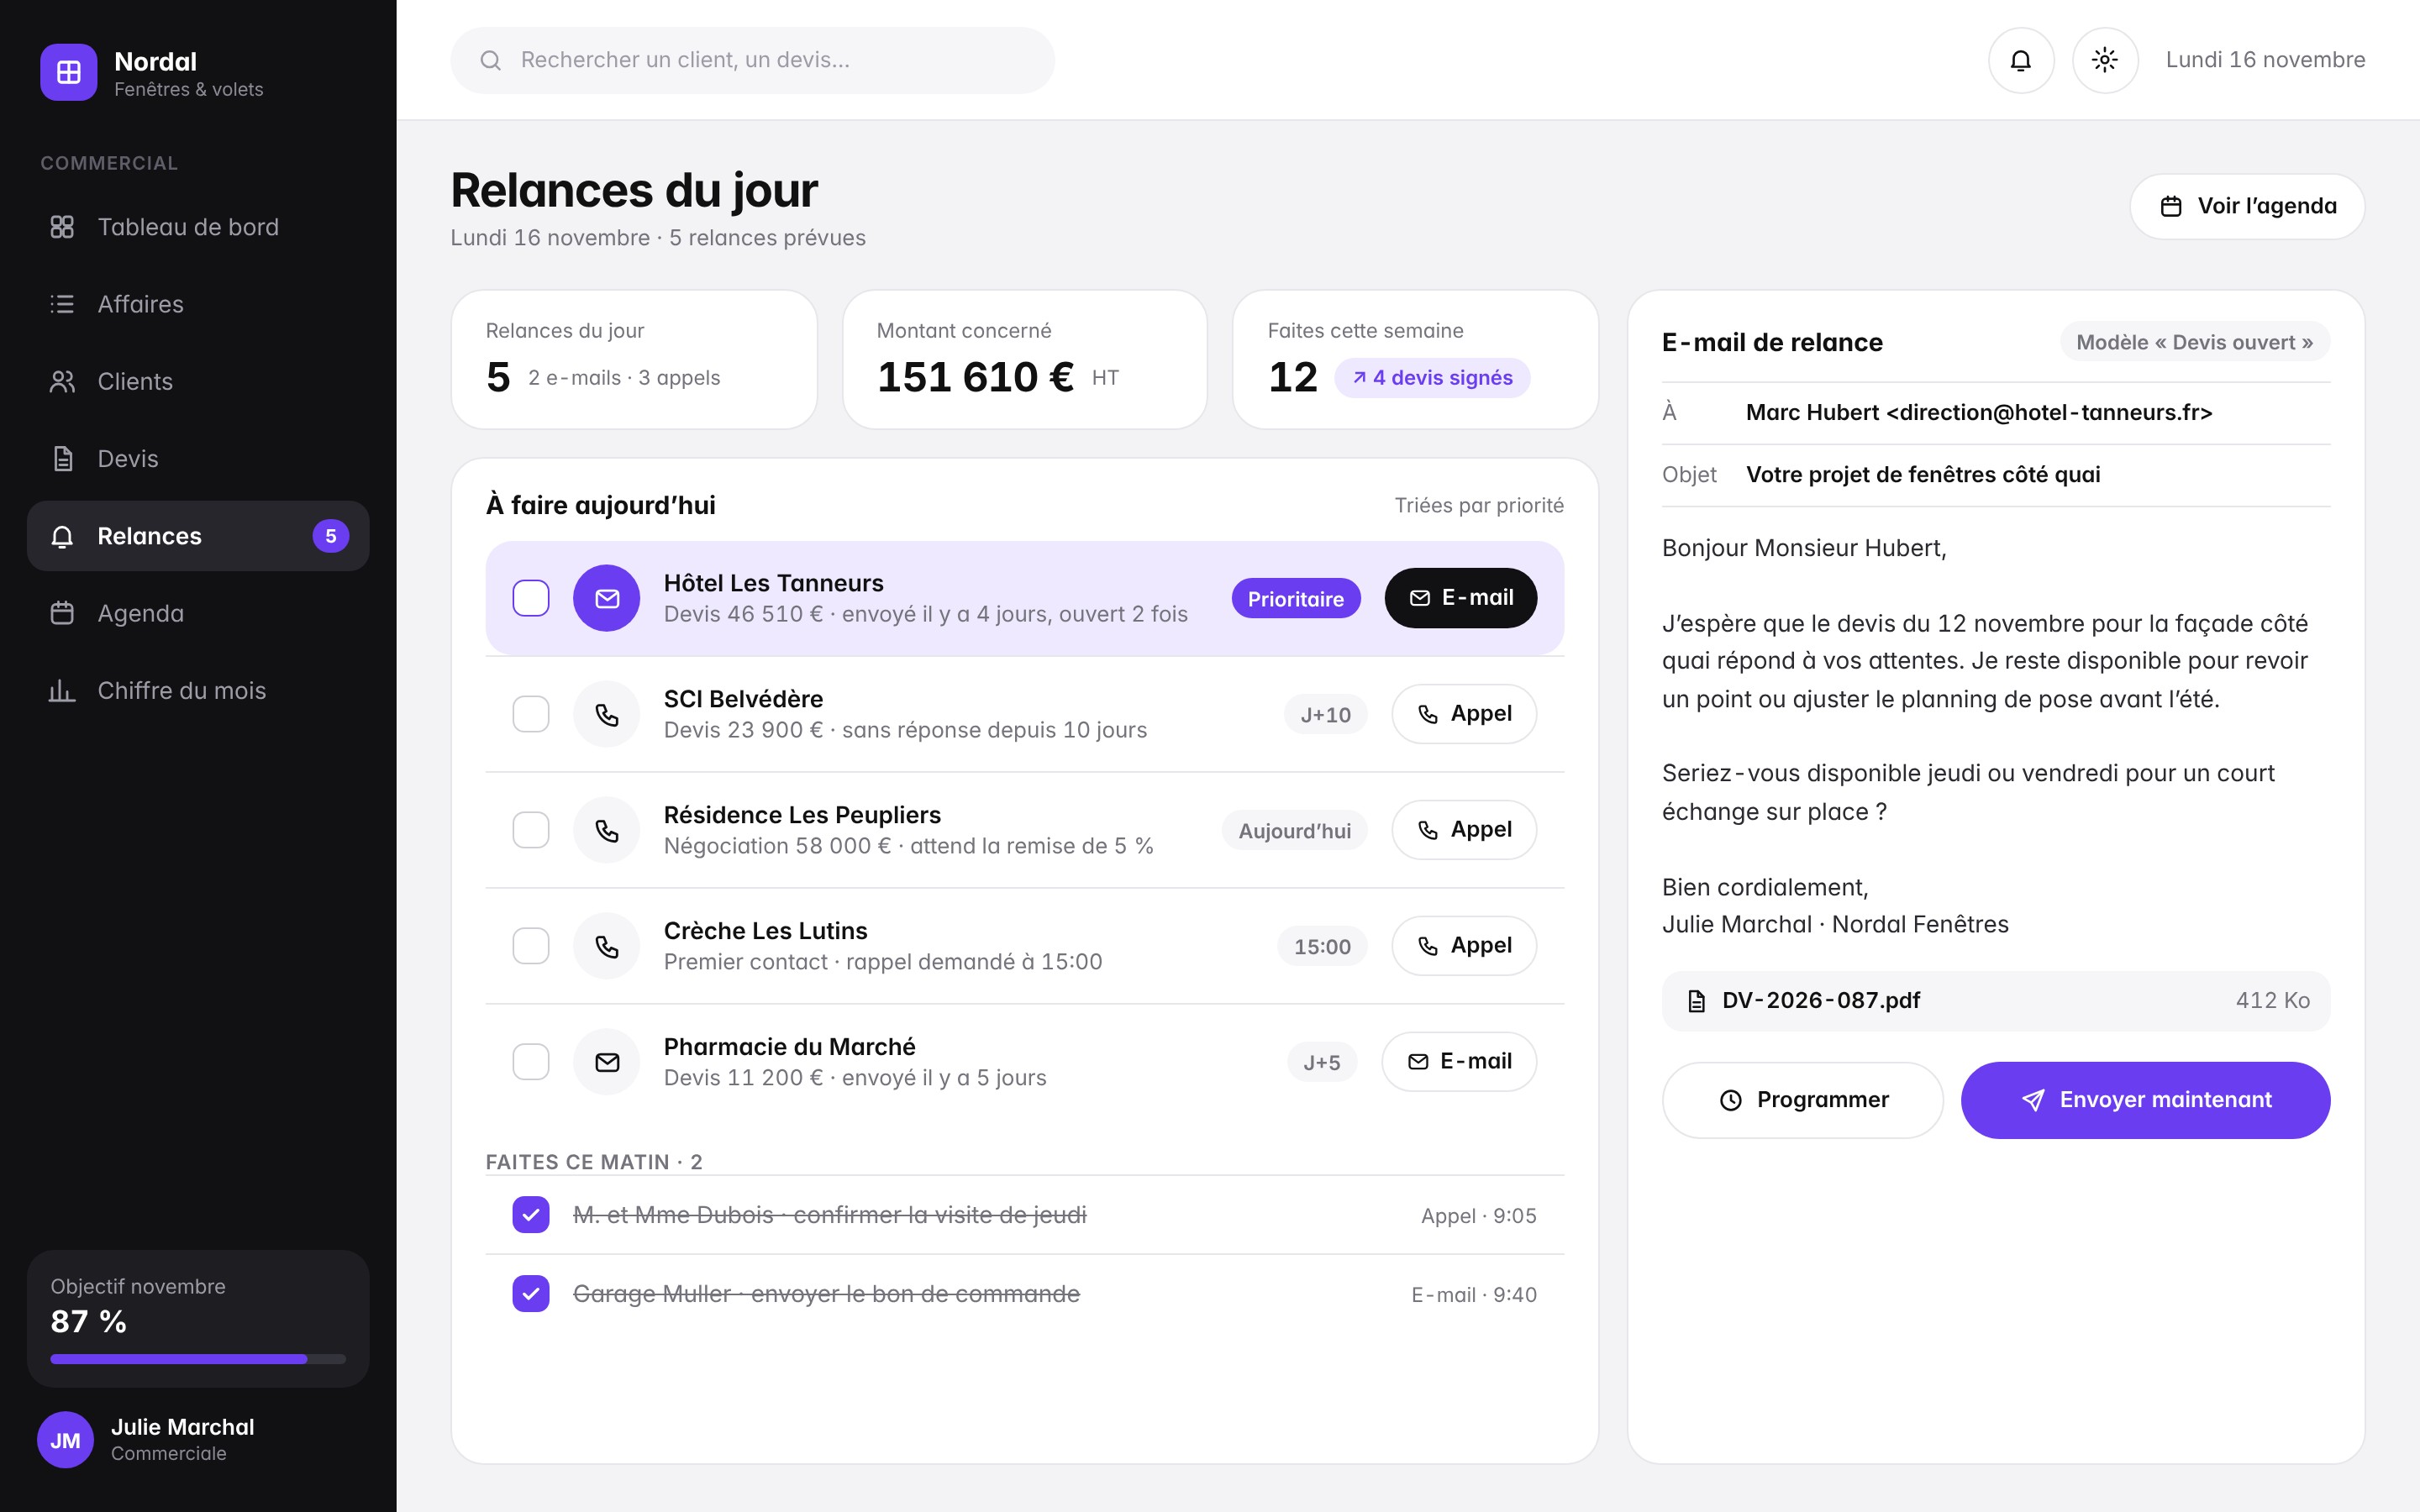 Nordal
Fenêtres & volets
COMMERCIAL
Tableau de bord
Affaires
Clients
Devis
Relances 5
Agenda
Chiffre du mois
Objectif novembre
87 %
JM
Julie Marchal
Commerciale
Rechercher un client, un devis...
Lundi 16 novembre
Relances du jour
Lundi 16 novembre · 5 relances prévues
Voir l’agenda
Relances du jour
5 2 e-mails · 3 appels
Montant concerné
151 610 € HT
Faites cette semaine
12 4 devis signés
À faire aujourd’hui
Triées par priorité
Hôtel Les Tanneurs
Devis 46 510 € · envoyé il y a 4 jours, ouvert 2 fois
Prioritaire
E-mail
SCI Belvédère
Devis 23 900 € · sans réponse depuis 10 jours
J+10
Appel
Résidence Les Peupliers
Négociation 58 000 € · attend la remise de 5 %
Aujourd’hui
Appel
Crèche Les Lutins
Premier contact · rappel demandé à 15:00
15:00
Appel
Pharmacie du Marché
Devis 11 200 € · envoyé il y a 5 jours
J+5
E-mail
FAITES CE MATIN · 2
M. et Mme Dubois · confirmer la visite de jeudi
Appel · 9:05
Garage Muller · envoyer le bon de commande
E-mail · 9:40
E-mail de relance
Modèle « Devis ouvert »
À Marc Hubert <direction@hotel-tanneurs.fr>
Objet Votre projet de fenêtres côté quai
Bonjour Monsieur Hubert,
J’espère que le devis du 12 novembre pour la façade côté
quai répond à vos attentes. Je reste disponible pour revoir
un point ou ajuster le planning de pose avant l’été.
Seriez-vous disponible jeudi ou vendredi pour un court
échange sur place ?
Bien cordialement,
Julie Marchal · Nordal Fenêtres
DV-2026-087.pdf
412 Ko
Programmer
Envoyer maintenant